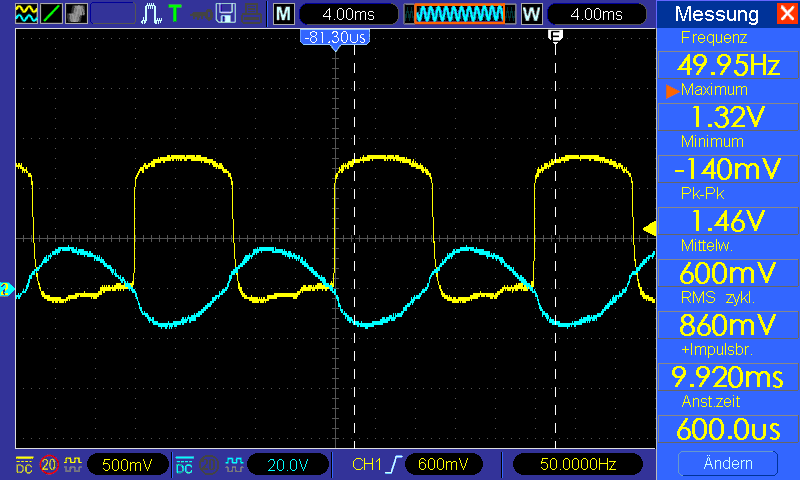 T M 4.00ms W 4.00ms
-81.30us
E
2
Messung X
Frequenz
49.95Hz
Maximum
1.32V
Minimum
-140mV
Pk-Pk
1.46V
Mittelw.
600mV
RMS zykl.
860mV
+Impulsbr.
9.920ms
Anst.zeit
600.0us
Ändern
DC 20 500mV DC 20 20.0V CH1 600mV 50.0000Hz